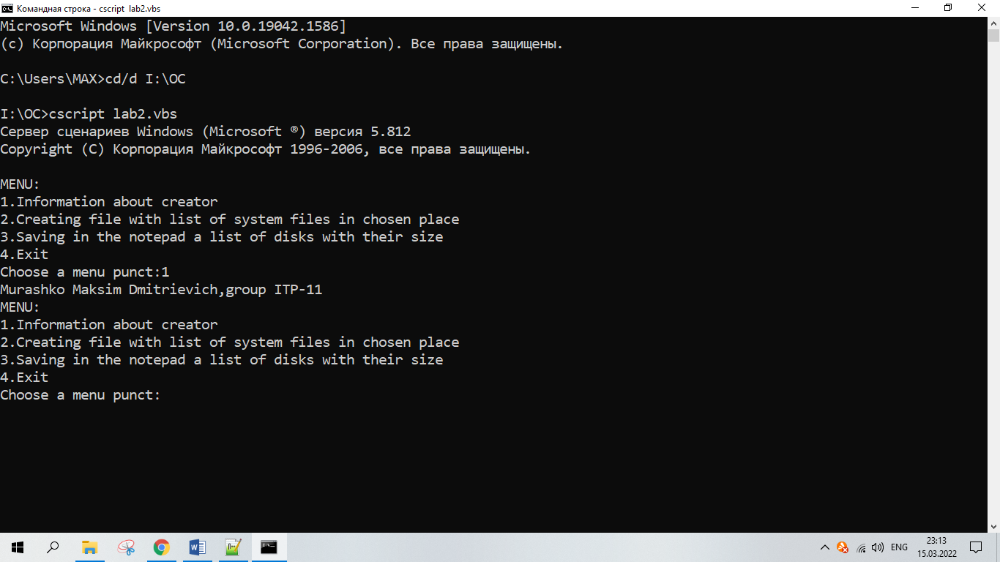 Командная строка - cscript lab2.vbs
Microsoft Windows [Version 10.0.19042.1586]
(c) Корпорация Майкрософт (Microsoft Corporation). Все права защищены.
C:\Users\MAX>cd/d I:\OC
I:\OC>cscript lab2.vbs
Сервер сценариев Windows (Microsoft ®) версия 5.812
Copyright (C) Корпорация Майкрософт 1996-2006, все права защищены.
MENU:
1.Information about creator
2.Creating file with list of system files in chosen place
3.Saving in the notepad a list of disks with their size
4.Exit
Choose a menu punct:1
Murashko Maksim Dmitrievich,group ITP-11
MENU:
1.Information about creator
2.Creating file with list of system files in chosen place
3.Saving in the notepad a list of disks with their size
4.Exit
Choose a menu punct:
ENG
23:13
15.03.2022